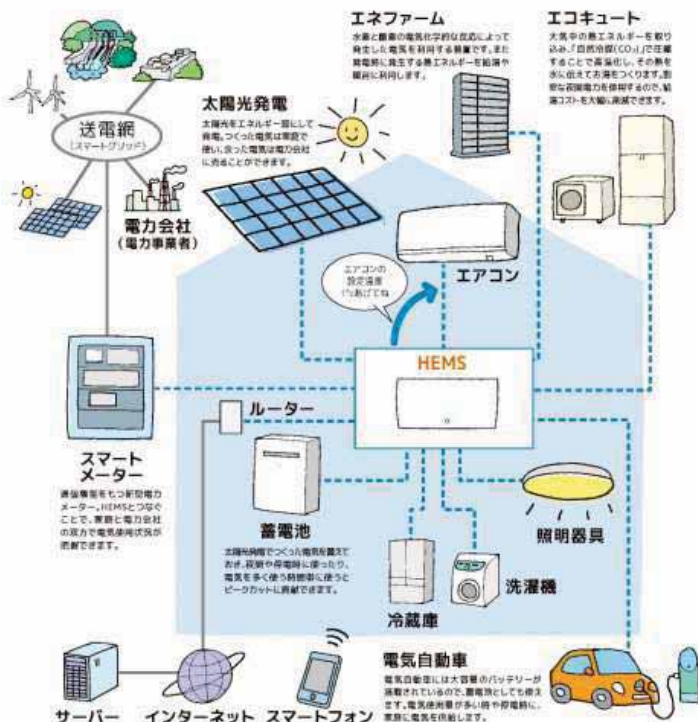 エネファーム
水素と酸素の電気化学的な反応によって
発生した電気を利用する装置です。また
発電時に発生する熱エネルギーを給湯や
暖房に利用します。
エコキュート
大気中の熱エネルギーを取り
込み、「自然冷媒(CO₂)」で圧縮
することで高温化し、その熱を
水に伝えてお湯をつくります。割
安な夜間電力を使用するので、給
湯コストを大幅に削減できます。
太陽光発電
太陽光をエネルギー源にして
発電。つくった電気は家庭で
使い、余った電気は電力会社
に売ることができます。
送電網
(スマートグリッド)
電力会社
(電力事業者)
エアコン
エアコンの
設定温度
1℃あげてね
HEMS
ルーター
スマート
メーター
通信機能をもつ新型電力
メーター。HEMSとつなぐ
ことで、家庭と電力会社
の双方で電気使用状況が
把握できます。
蓄電池
太陽光発電でつくった電気を蓄えて
おき、夜間や停電時に使ったり、
電気を多く使う時間帯に使うと
ピークカットに貢献できます。
照明器具
洗濯機
冷蔵庫
電気自動車
電気自動車には大容量のバッテリーが
搭載されているので、蓄電池としても使え
ます。電気使用量が多い時や停電時に、
家庭に電気を供給します。
サーバー
インターネット
スマートフォン